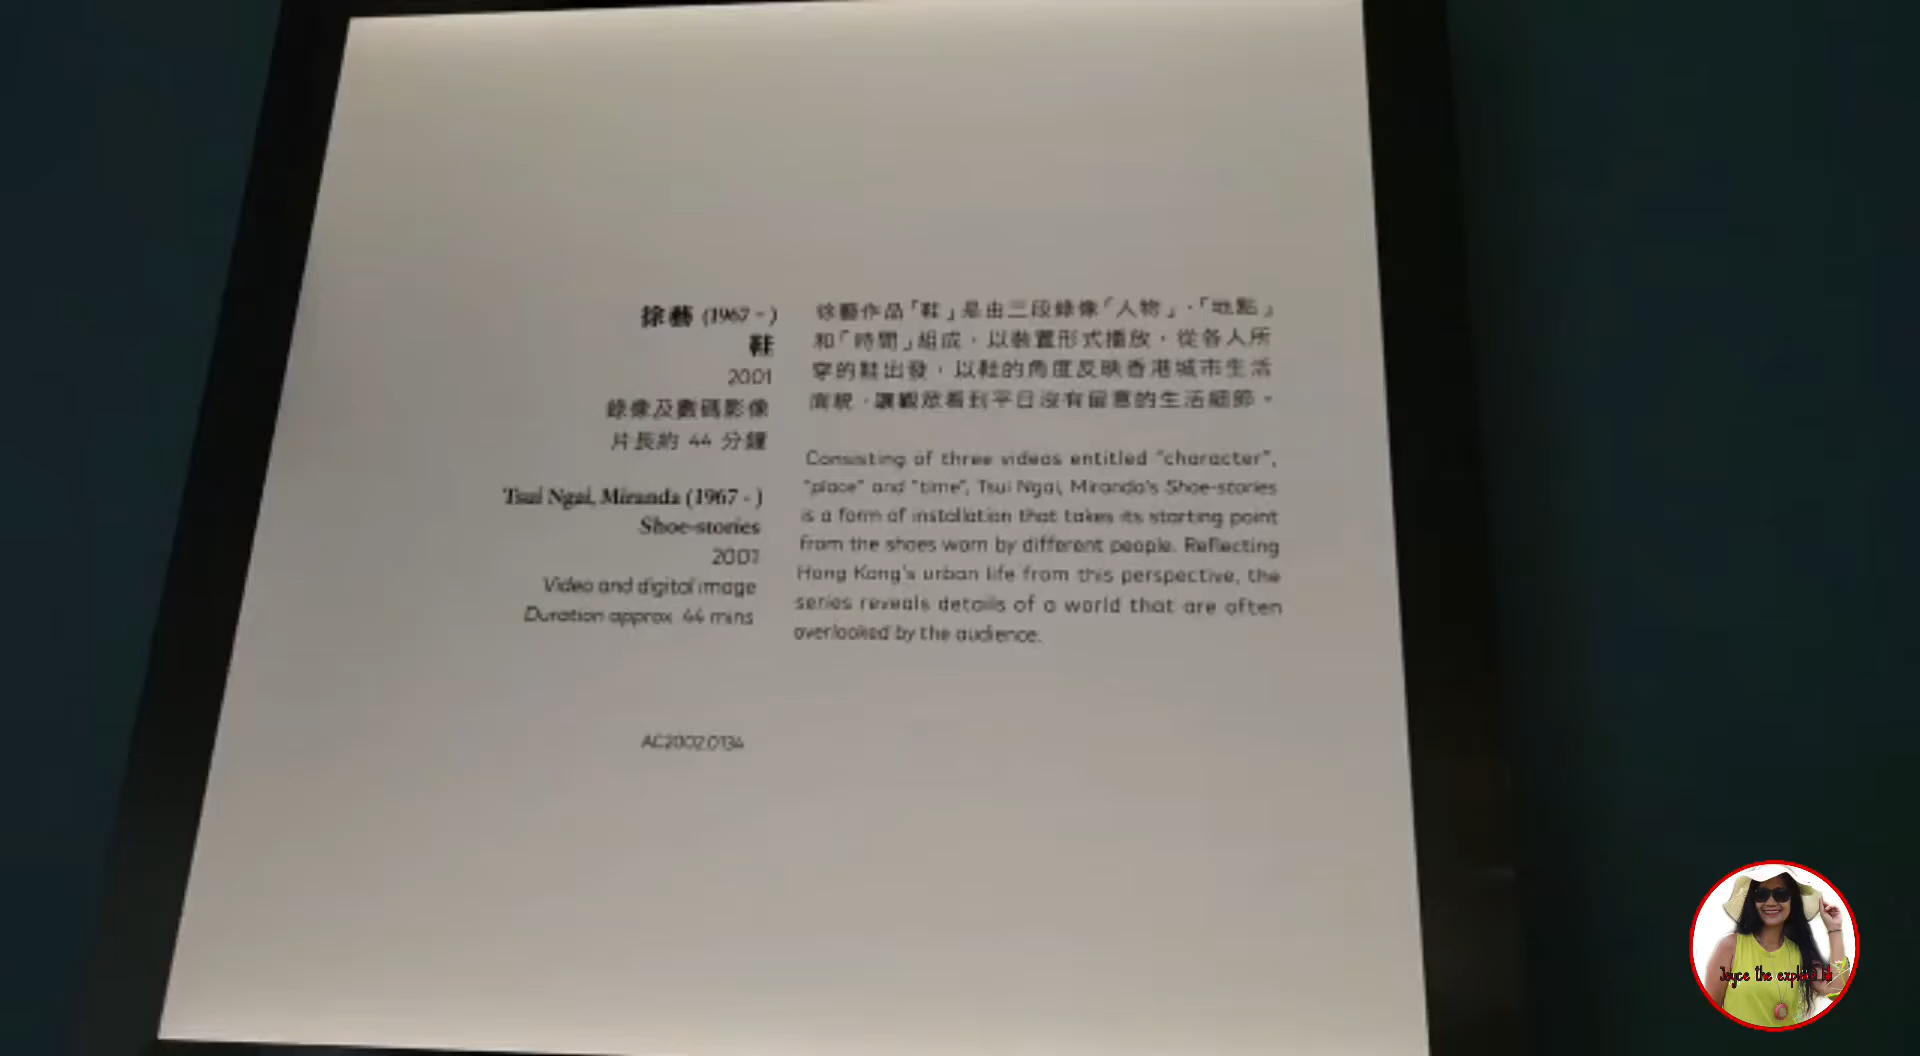 徐藝 (1967 - )
鞋
2001
錄像及數碼影像
片長約 44 分鐘
Tsui Ngai, Miranda (1967 - )
Shoe-stories
2001
Video and digital image
Duration approx. 44 mins
AC2002.0134
徐藝作品「鞋」是由三段錄像「人物」、「地點」
和「時間」組成，以裝置形式播放，從各人所
穿的鞋出發，以鞋的角度反映香港城市生活
面貌，讓觀眾看到平日沒有留意的生活細節。
Consisting of three videos entitled "character",
"place" and "time", Tsui Ngai, Miranda's Shoe-stories
is a form of installation that takes its starting point
from the shoes worn by different people. Reflecting
Hong Kong's urban life from this perspective, the
series reveals details of a world that are often
overlooked by the audience.
Joyce the